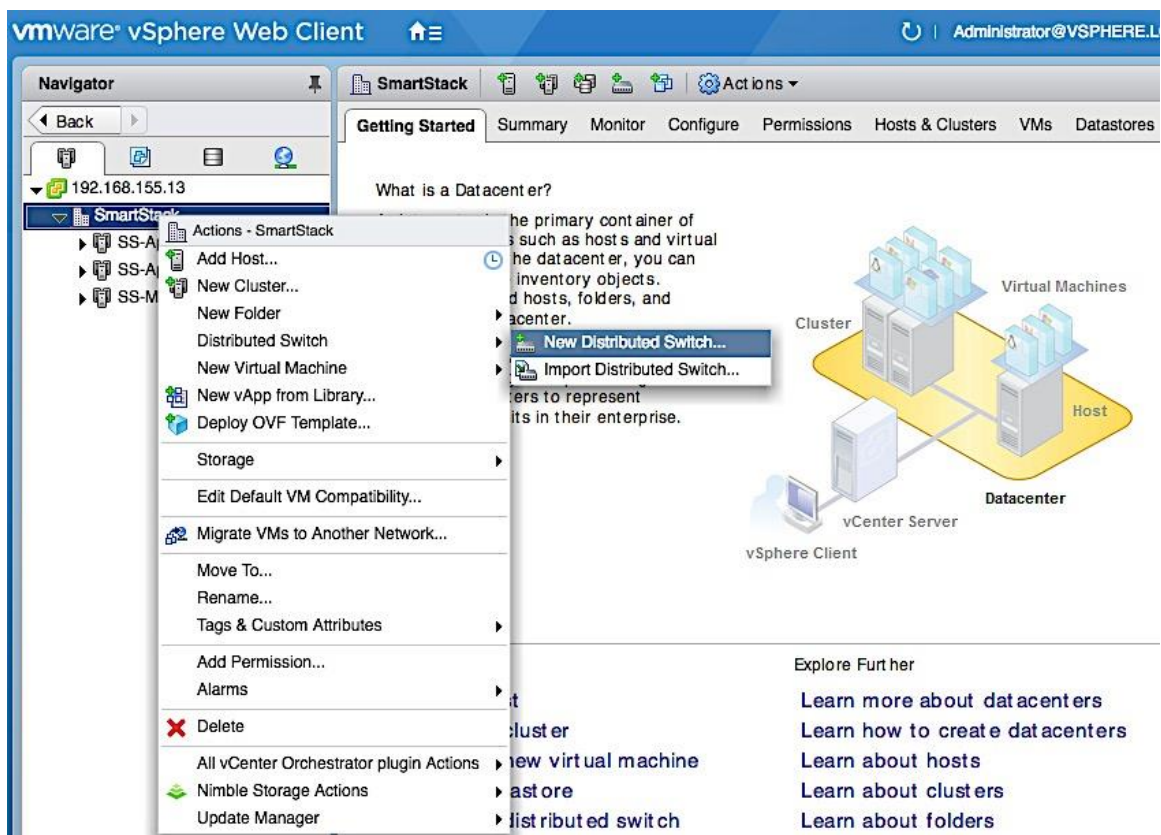 vmware® vSphere Web Client
Administrator@VSPHERE.L
Navigator
SmartStack
Actions
Back
Getting Started Summary Monitor Configure Permissions Hosts & Clusters VMs Datastores
192.168.155.13
SmartStack
SS-A
SS-A
SS-M
What is a Datacenter?
he primary container of
s such as hosts and virtual
he datacenter, you can
inventory objects.
d hosts, folders, and
acenter.
ers to represent
its in their enterprise.
Actions - SmartStack
Add Host...
New Cluster...
New Folder
Distributed Switch
New Virtual Machine
New vApp from Library...
Deploy OVF Template...
Storage
Edit Default VM Compatibility...
Migrate VMs to Another Network...
Move To...
Rename...
Tags & Custom Attributes
Add Permission...
Alarms
Delete
All vCenter Orchestrator plugin Actions
Nimble Storage Actions
Update Manager
New Distributed Switch...
Import Distributed Switch...
Virtual Machines
Cluster
Host
Datacenter
vCenter Server
vSphere Client
st
cluster
new virtual machine
astore
distributed switch
Explore Further
Learn more about datacenters
Learn how to create datacenters
Learn about hosts
Learn about clusters
Learn about folders